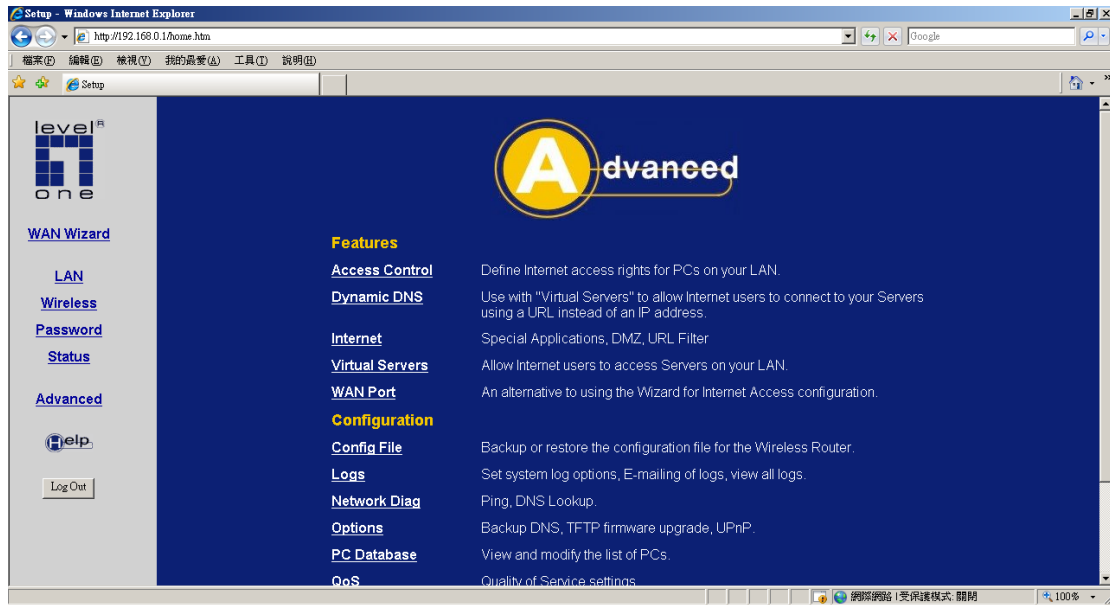 Setup - Windows Internet Explorer
http://192.168.0.1/home.htm
Google
檔案(F) 編輯(E) 檢視(V) 我的最愛(A) 工具(T) 說明(H)
Setup
level®
one
WAN Wizard
LAN
Wireless
Password
Status
Advanced
Help
Log Out
Advanced
Features
Access Control Define Internet access rights for PCs on your LAN.
Dynamic DNS Use with "Virtual Servers" to allow Internet users to connect to your Servers
using a URL instead of an IP address.
Internet Special Applications, DMZ, URL Filter
Virtual Servers Allow Internet users to access Servers on your LAN.
WAN Port An alternative to using the Wizard for Internet Access configuration.
Configuration
Config File Backup or restore the configuration file for the Wireless Router.
Logs Set system log options, E-mailing of logs, view all logs.
Network Diag Ping, DNS Lookup.
Options Backup DNS, TFTP firmware upgrade, UPnP.
PC Database View and modify the list of PCs.
QoS Quality of Service settings
網際網路 | 受保護模式: 關閉
100%